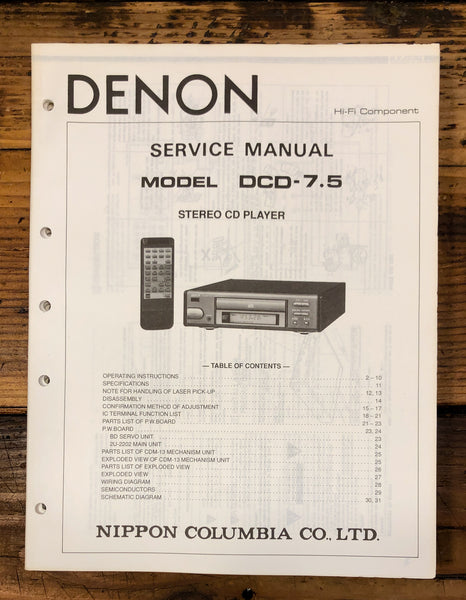 DENON
Hi-Fi Component
SERVICE MANUAL
MODEL DCD-7.5
STEREO CD PLAYER
— TABLE OF CONTENTS —
OPERATING INSTRUCTIONS 2 – 10
SPECIFICATIONS 11
NOTE FOR HANDLING OF LASER PICK-UP 12, 13
DISASSEMBLY 14
CONFIRMATION METHOD OF ADJUSTMENT 15 – 17
IC TERMINAL FUNCTION LIST 18 – 21
PARTS LIST OF P.W.BOARD 21 – 23
P.W.BOARD 23, 24
BD SERVO UNIT 23
2U-2202 MAIN UNIT 24
PARTS LIST OF CDM-13 MECHANISM UNIT 25
EXPLODED VIEW OF CDM-13 MECHANISM UNIT 25
PARTS LIST OF EXPLODED VIEW 26
EXPLODED VIEW 27
WIRING DIAGRAM 28
SEMICONDUCTORS 29
SCHEMATIC DIAGRAM 30, 31
NIPPON COLUMBIA CO., LTD.